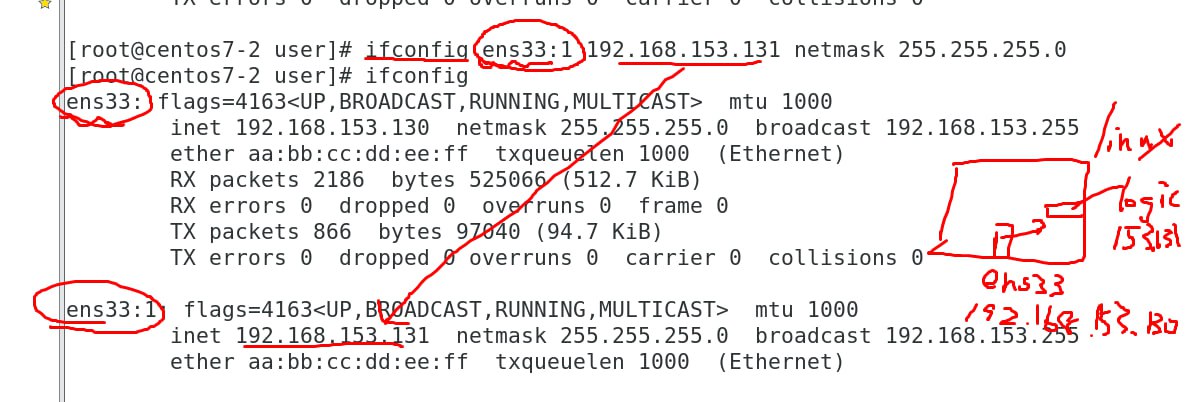 TX errors 0  dropped 0 overruns 0  carrier 0  collisions 0
[root@centos7-2 user]# ifconfig ens33:1 192.168.153.131 netmask 255.255.255.0
[root@centos7-2 user]# ifconfig
ens33: flags=4163<UP,BROADCAST,RUNNING,MULTICAST>  mtu 1000
inet 192.168.153.130  netmask 255.255.255.0  broadcast 192.168.153.255
ether aa:bb:cc:dd:ee:ff  txqueuelen 1000  (Ethernet)
RX packets 2186  bytes 525066 (512.7 KiB)
RX errors 0  dropped 0  overruns 0  frame 0
TX packets 866  bytes 97040 (94.7 KiB)
TX errors 0  dropped 0 overruns 0  carrier 0  collisions 0
ens33:1: flags=4163<UP,BROADCAST,RUNNING,MULTICAST>  mtu 1000
inet 192.168.153.131  netmask 255.255.255.0  broadcast 192.168.153.255
ether aa:bb:cc:dd:ee:ff  txqueuelen 1000  (Ethernet)
linux
logic
153.131
ens33
192.168.153.130